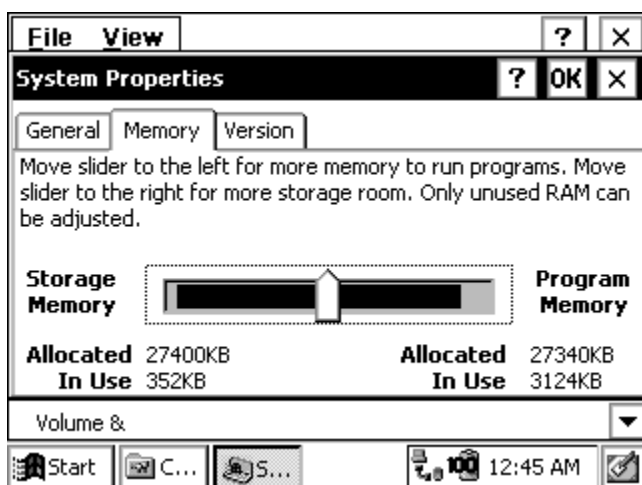 File View ? ×
System Properties ? OK ×
General Memory Version
Move slider to the left for more memory to run programs. Move
slider to the right for more storage room. Only unused RAM can
be adjusted.
Storage Program
Memory Memory
Allocated 27400KB Allocated 27340KB
In Use 352KB In Use 3124KB
Volume &
Start C... S... 100 12:45 AM